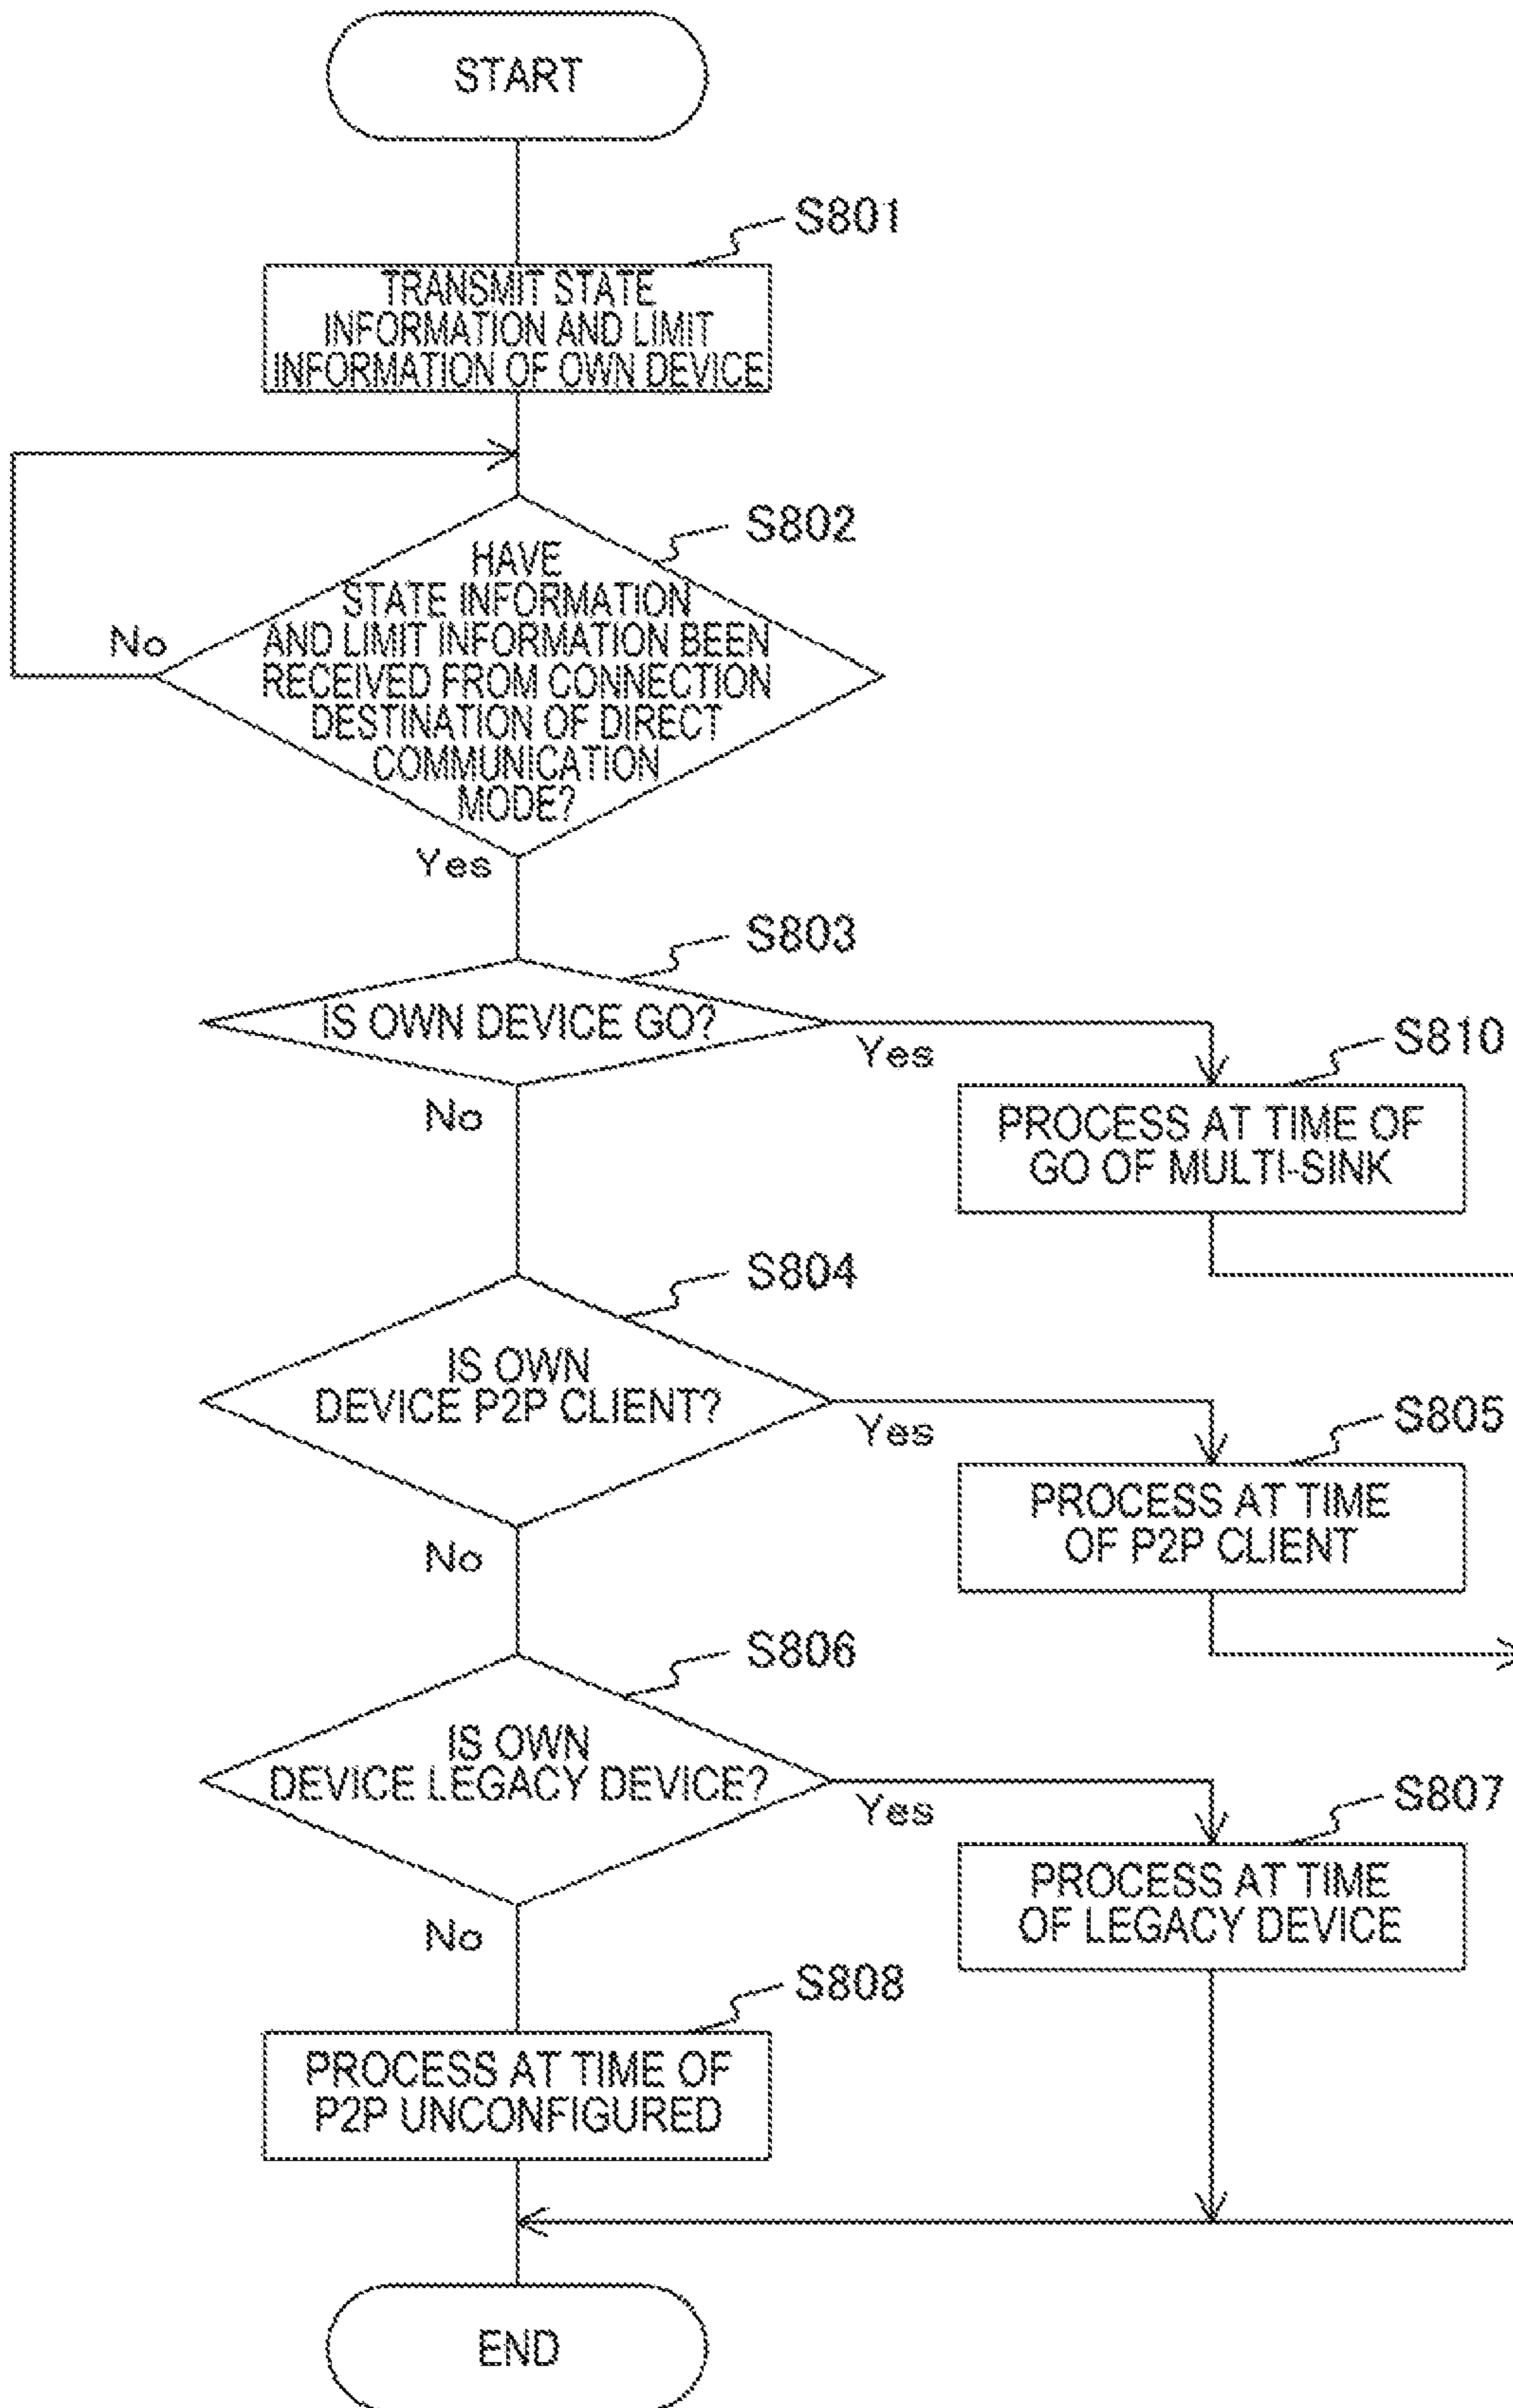 START
S801
TRANSMIT STATE
INFORMATION AND LIMIT
INFORMATION OF OWN DEVICE
S802
HAVE
STATE INFORMATION
AND LIMIT INFORMATION BEEN
RECEIVED FROM CONNECTION
DESTINATION OF DIRECT
COMMUNICATION
MODE?
No
Yes
S803
IS OWN DEVICE GO?
Yes
No
S810
PROCESS AT TIME OF
GO OF MULTI-SINK
S804
IS OWN
DEVICE P2P CLIENT?
Yes
No
S805
PROCESS AT TIME
OF P2P CLIENT
S806
IS OWN
DEVICE LEGACY DEVICE?
Yes
No
S807
PROCESS AT TIME
OF LEGACY DEVICE
S808
PROCESS AT TIME OF
P2P UNCONFIGURED
END